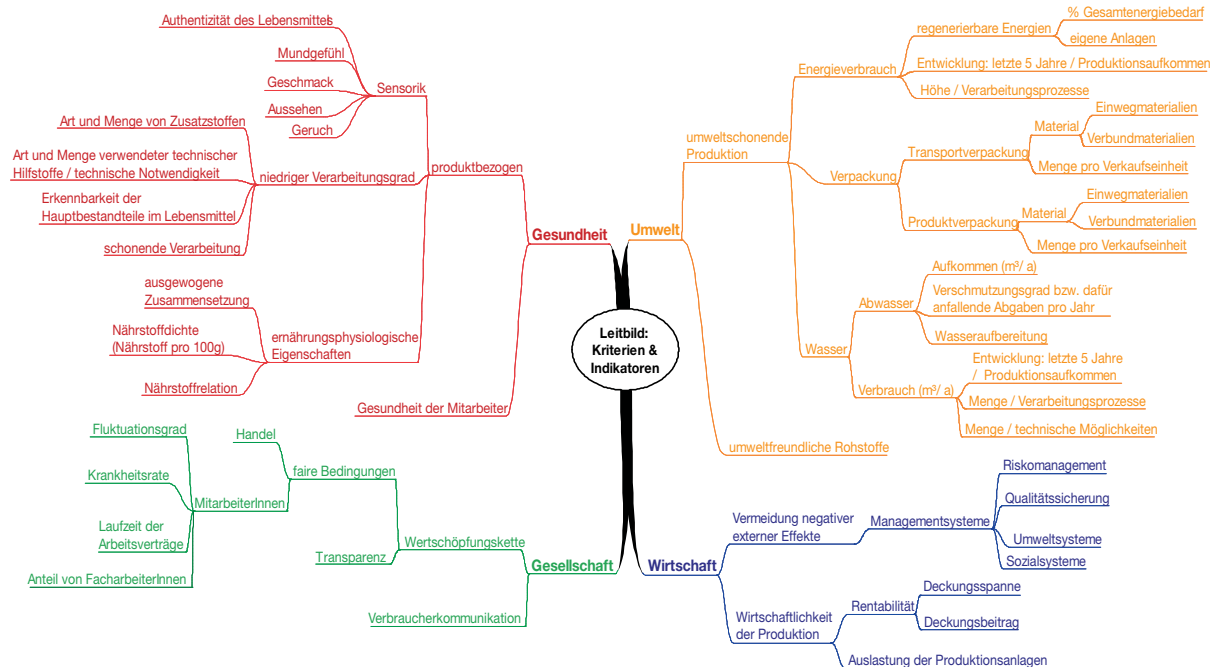 Leitbild:
Kriterien &
Indikatoren
Gesundheit
produktbezogen
Sensorik
Authentizität des Lebensmittels
Mundgefühl
Geschmack
Aussehen
Geruch
niedriger Verarbeitungsgrad
Art und Menge von Zusatzstoffen
Art und Menge verwendeter technischer
Hilfstoffe / technische Notwendigkeit
Erkennbarkeit der
Hauptbestandteile im Lebensmittel
schonende Verarbeitung
ernährungsphysiologische
Eigenschaften
ausgewogene
Zusammensetzung
Nährstoffdichte
(Nährstoff pro 100g)
Nährstoffrelation
Gesundheit der Mitarbeiter
Umwelt
umweltschonende
Produktion
Energieverbrauch
regenerierbare Energien
% Gesamtenergiebedarf
eigene Anlagen
Entwicklung: letzte 5 Jahre / Produktionsaufkommen
Höhe / Verarbeitungsprozesse
Verpackung
Transportverpackung
Material
Einwegmaterialien
Verbundmaterialien
Menge pro Verkaufseinheit
Produktverpackung
Material
Einwegmaterialien
Verbundmaterialien
Menge pro Verkaufseinheit
Wasser
Abwasser
Aufkommen (m³/ a)
Verschmutzungsgrad bzw. dafür
anfallende Abgaben pro Jahr
Wasseraufbereitung
Verbrauch (m³/ a)
Entwicklung: letzte 5 Jahre
/ Produktionsaufkommen
Menge / Verarbeitungsprozesse
Menge / technische Möglichkeiten
umweltfreundliche Rohstoffe
Gesellschaft
Wertschöpfungskette
faire Bedingungen
Handel
MitarbeiterInnen
Fluktuationsgrad
Krankheitsrate
Laufzeit der
Arbeitsverträge
Anteil von FacharbeiterInnen
Transparenz
Verbraucherkommunikation
Wirtschaft
Vermeidung negativer
externer Effekte
Managementsysteme
Riskomanagement
Qualitätssicherung
Umweltsysteme
Sozialsysteme
Wirtschaftlichkeit
der Produktion
Rentabilität
Deckungsspanne
Deckungsbeitrag
Auslastung der Produktionsanlagen